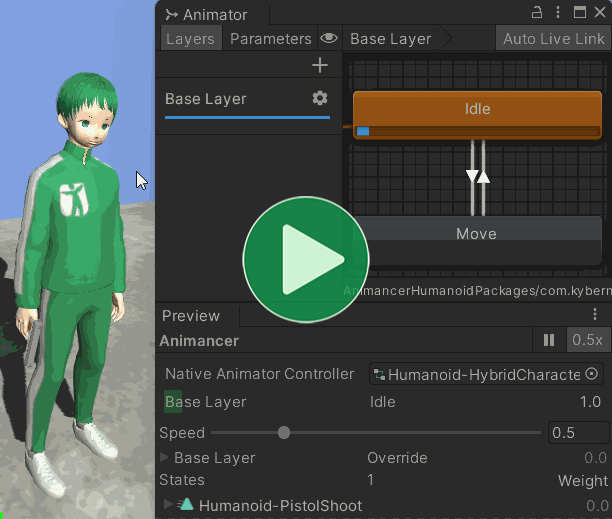 Animator
Layers Parameters Base Layer Auto Live Link
Base Layer
Idle
Move
AnimancerHumanoidPackages/com.kybern
Preview
Animancer 0.5x
Native Animator Controller Humanoid-HybridCharacte
Base Layer Idle 1.0
Speed 0.5
Base Layer Override 0.0
States 1 Weight
Humanoid-PistolShoot 0.0